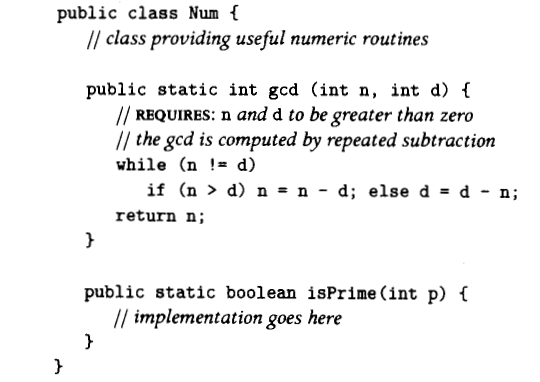 public class Num {
// class providing useful numeric routines
public static int gcd (int n, int d) {
// REQUIRES: n and d to be greater than zero
// the gcd is computed by repeated subtraction
while (n != d)
if (n > d) n = n - d; else d = d - n;
return n;
}
public static boolean isPrime(int p) {
// implementation goes here
}
}